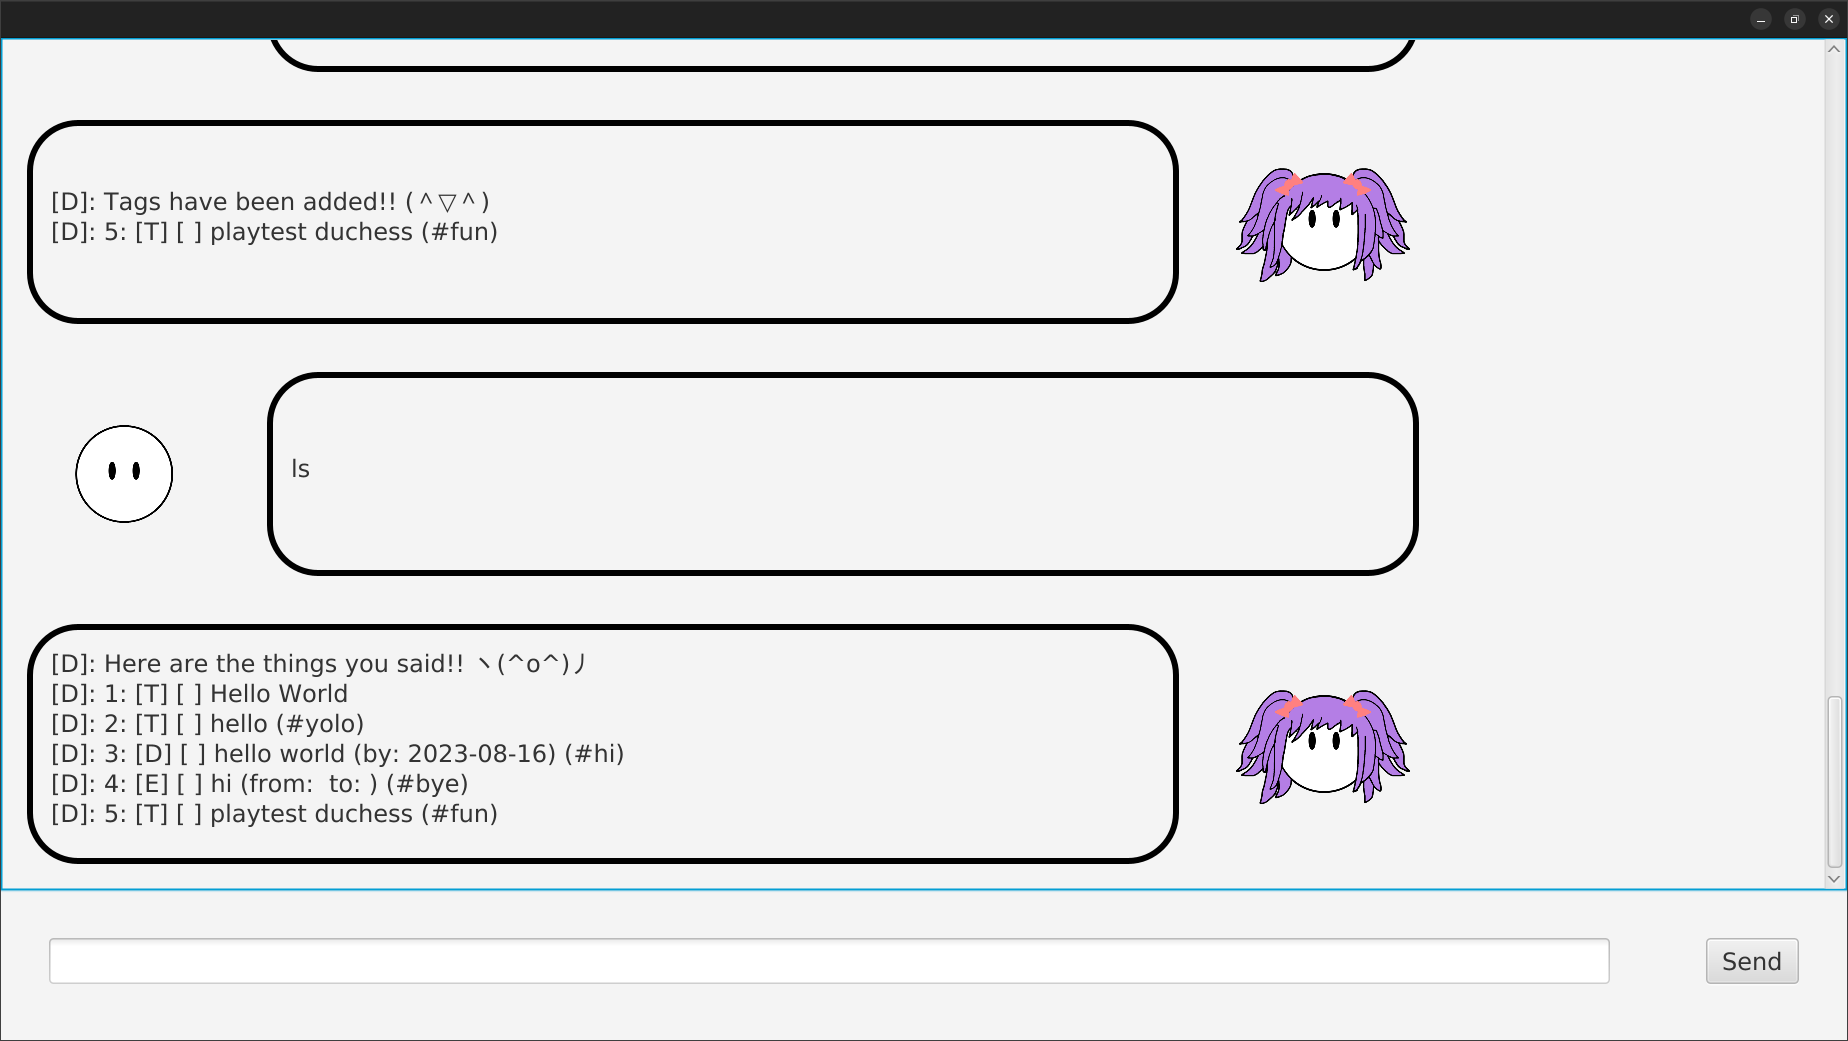 [D]: Tags have been added!! (＾▽＾)
[D]: 5: [T] [ ] playtest duchess (#fun)
ls
[D]: Here are the things you said!! ヽ(^o^)丿
[D]: 1: [T] [ ] Hello World
[D]: 2: [T] [ ] hello (#yolo)
[D]: 3: [D] [ ] hello world (by: 2023-08-16) (#hi)
[D]: 4: [E] [ ] hi (from:  to: ) (#bye)
[D]: 5: [T] [ ] playtest duchess (#fun)
Send